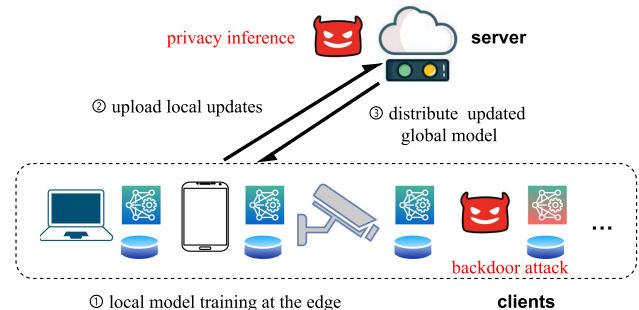 privacy inference
server
② upload local updates
③ distribute updated
global model
...
backdoor attack
① local model training at the edge
clients